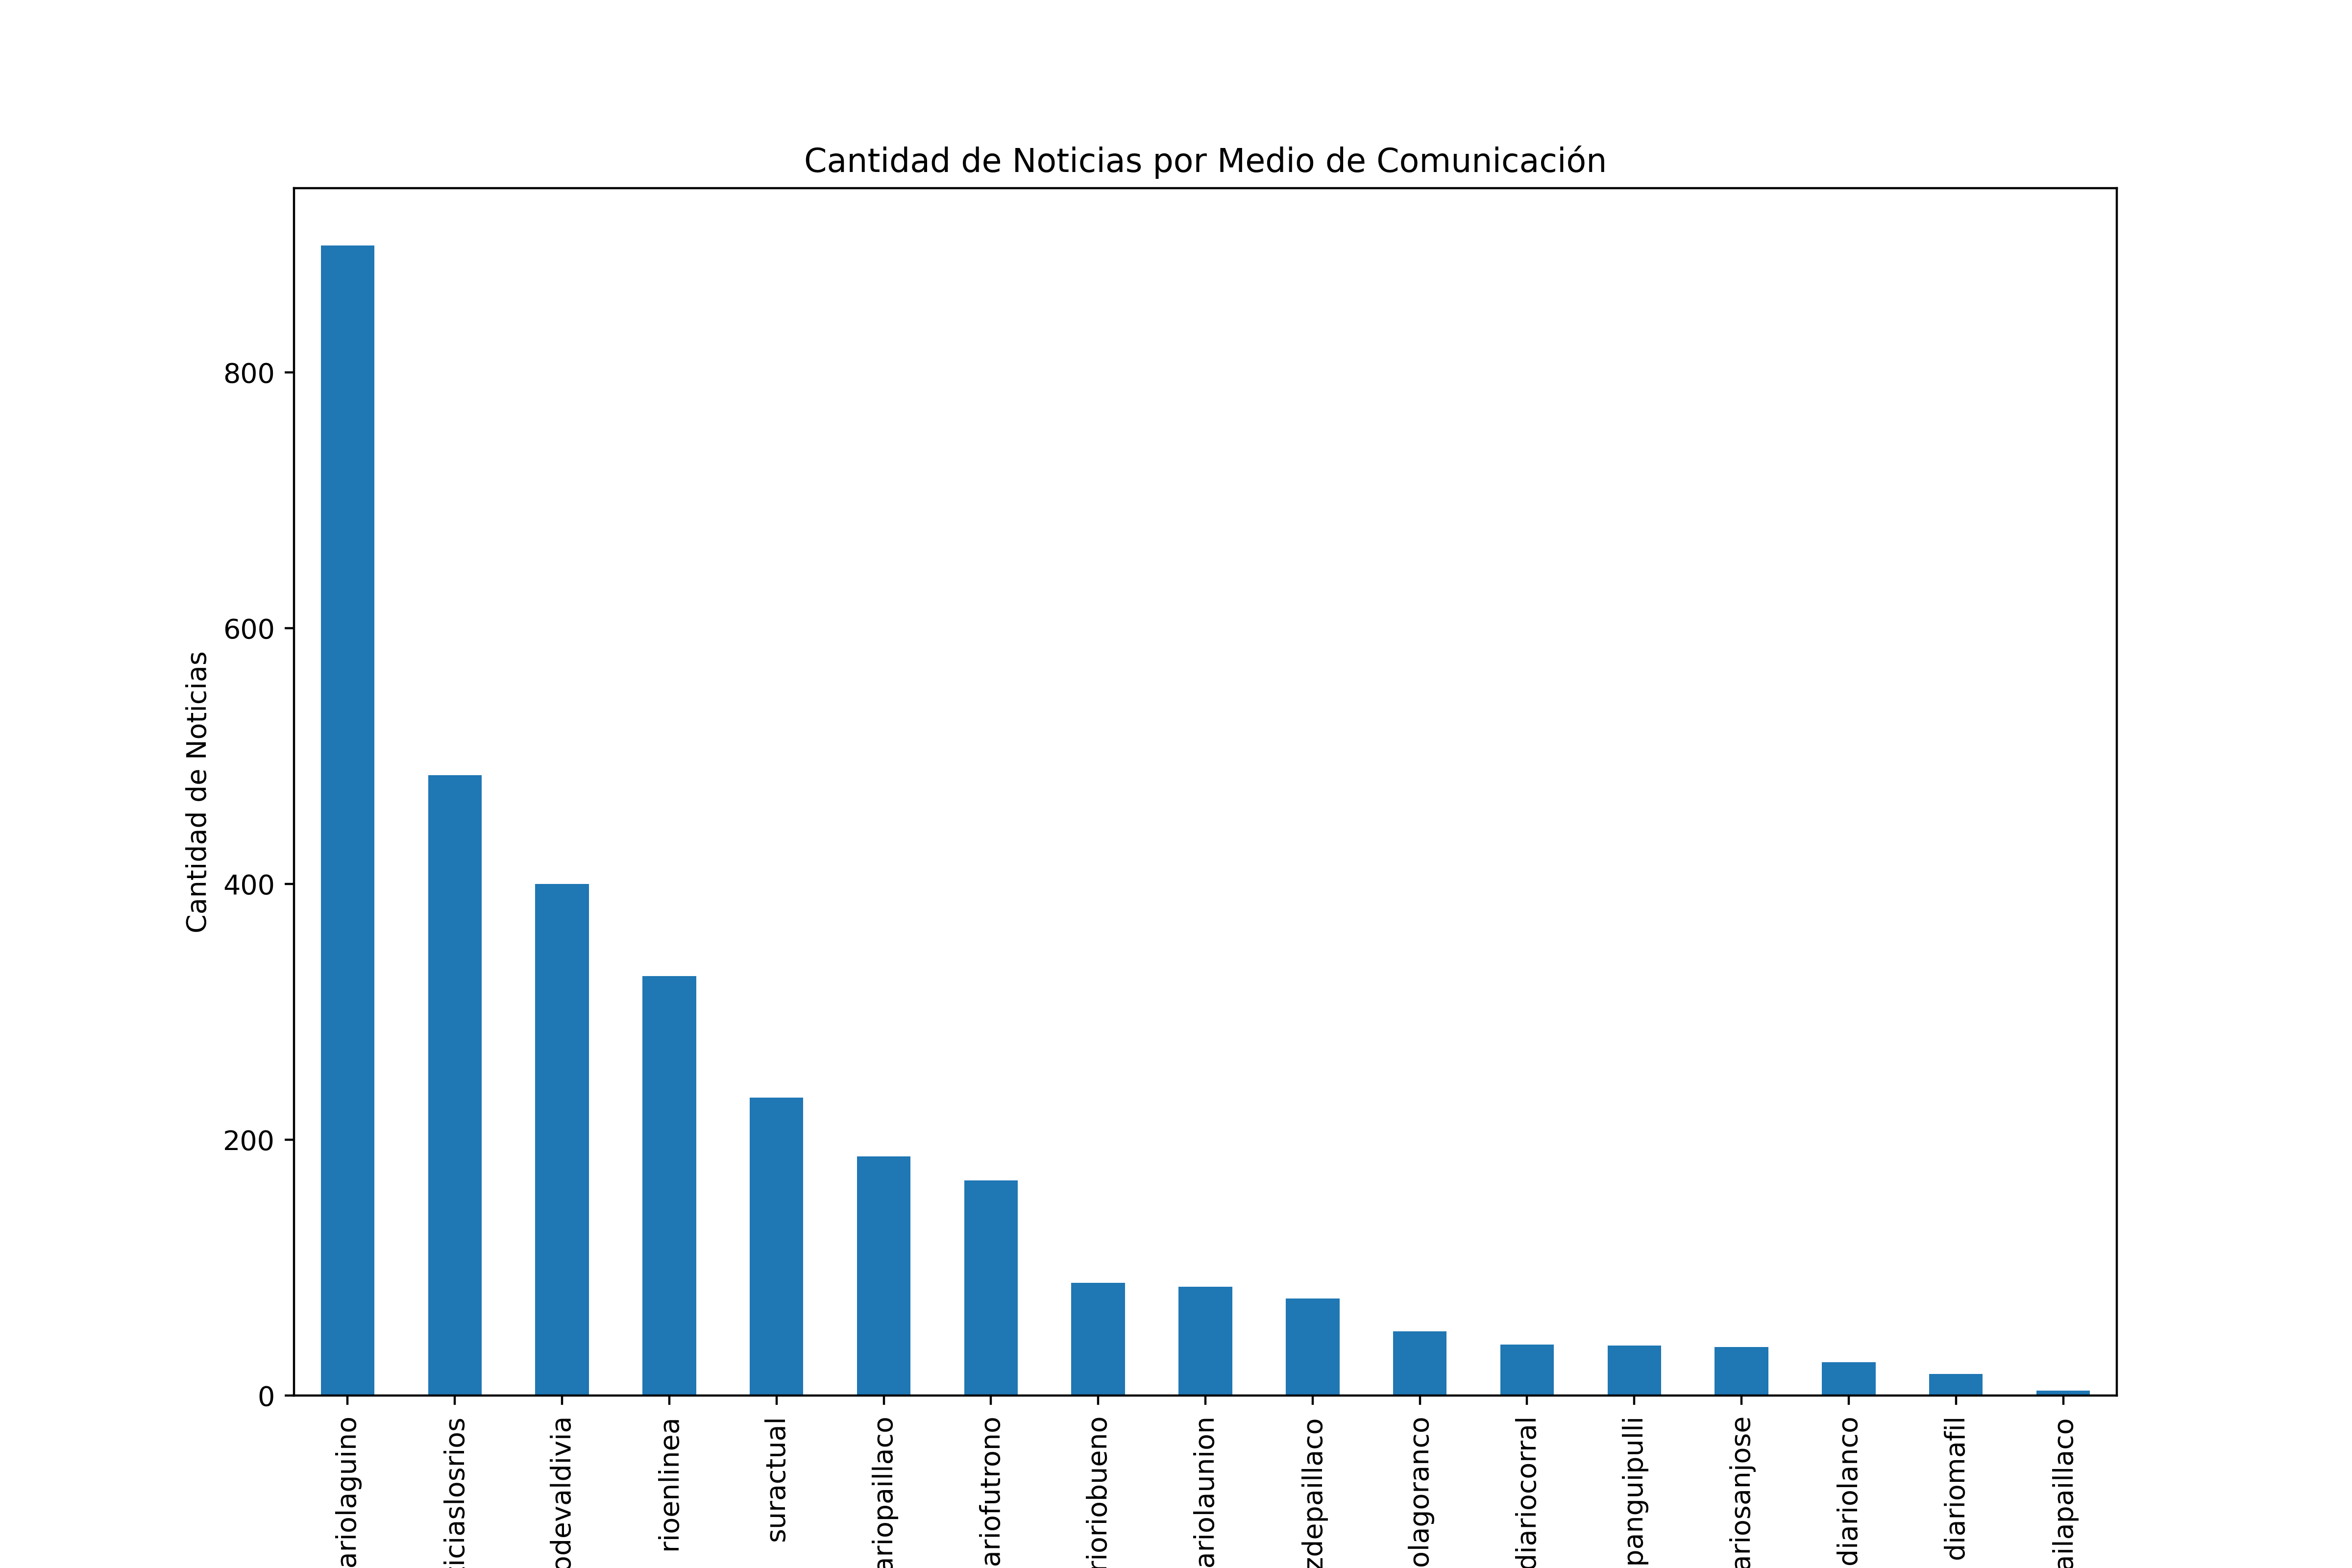 Cantidad de Noticias por Medio de Comunicación
Cantidad de Noticias
800
600
400
200
0
ariolaguino
iciaslosrios
odevaldivia
rioenlinea
suractual
ariopaillaco
ariofutrono
rioriobueno
ariolaunion
zdepaillaco
olagoranco
diariocorral
panguipulli
ariosanjose
diariolanco
diariomafil
ailapaillaco